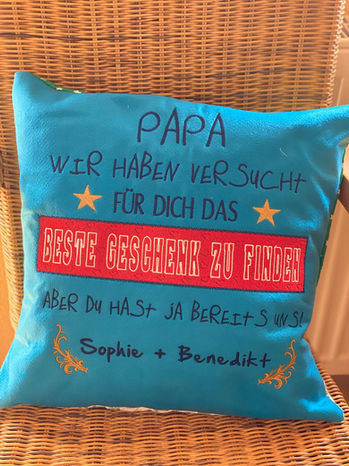 PAPA
WIR HABEN VERSUCHT
FÜR DICH DAS
BESTE GESCHENK ZU FINDEN
ABER DU HAST JA BEREITS UNS!
Sophie + Benedikt